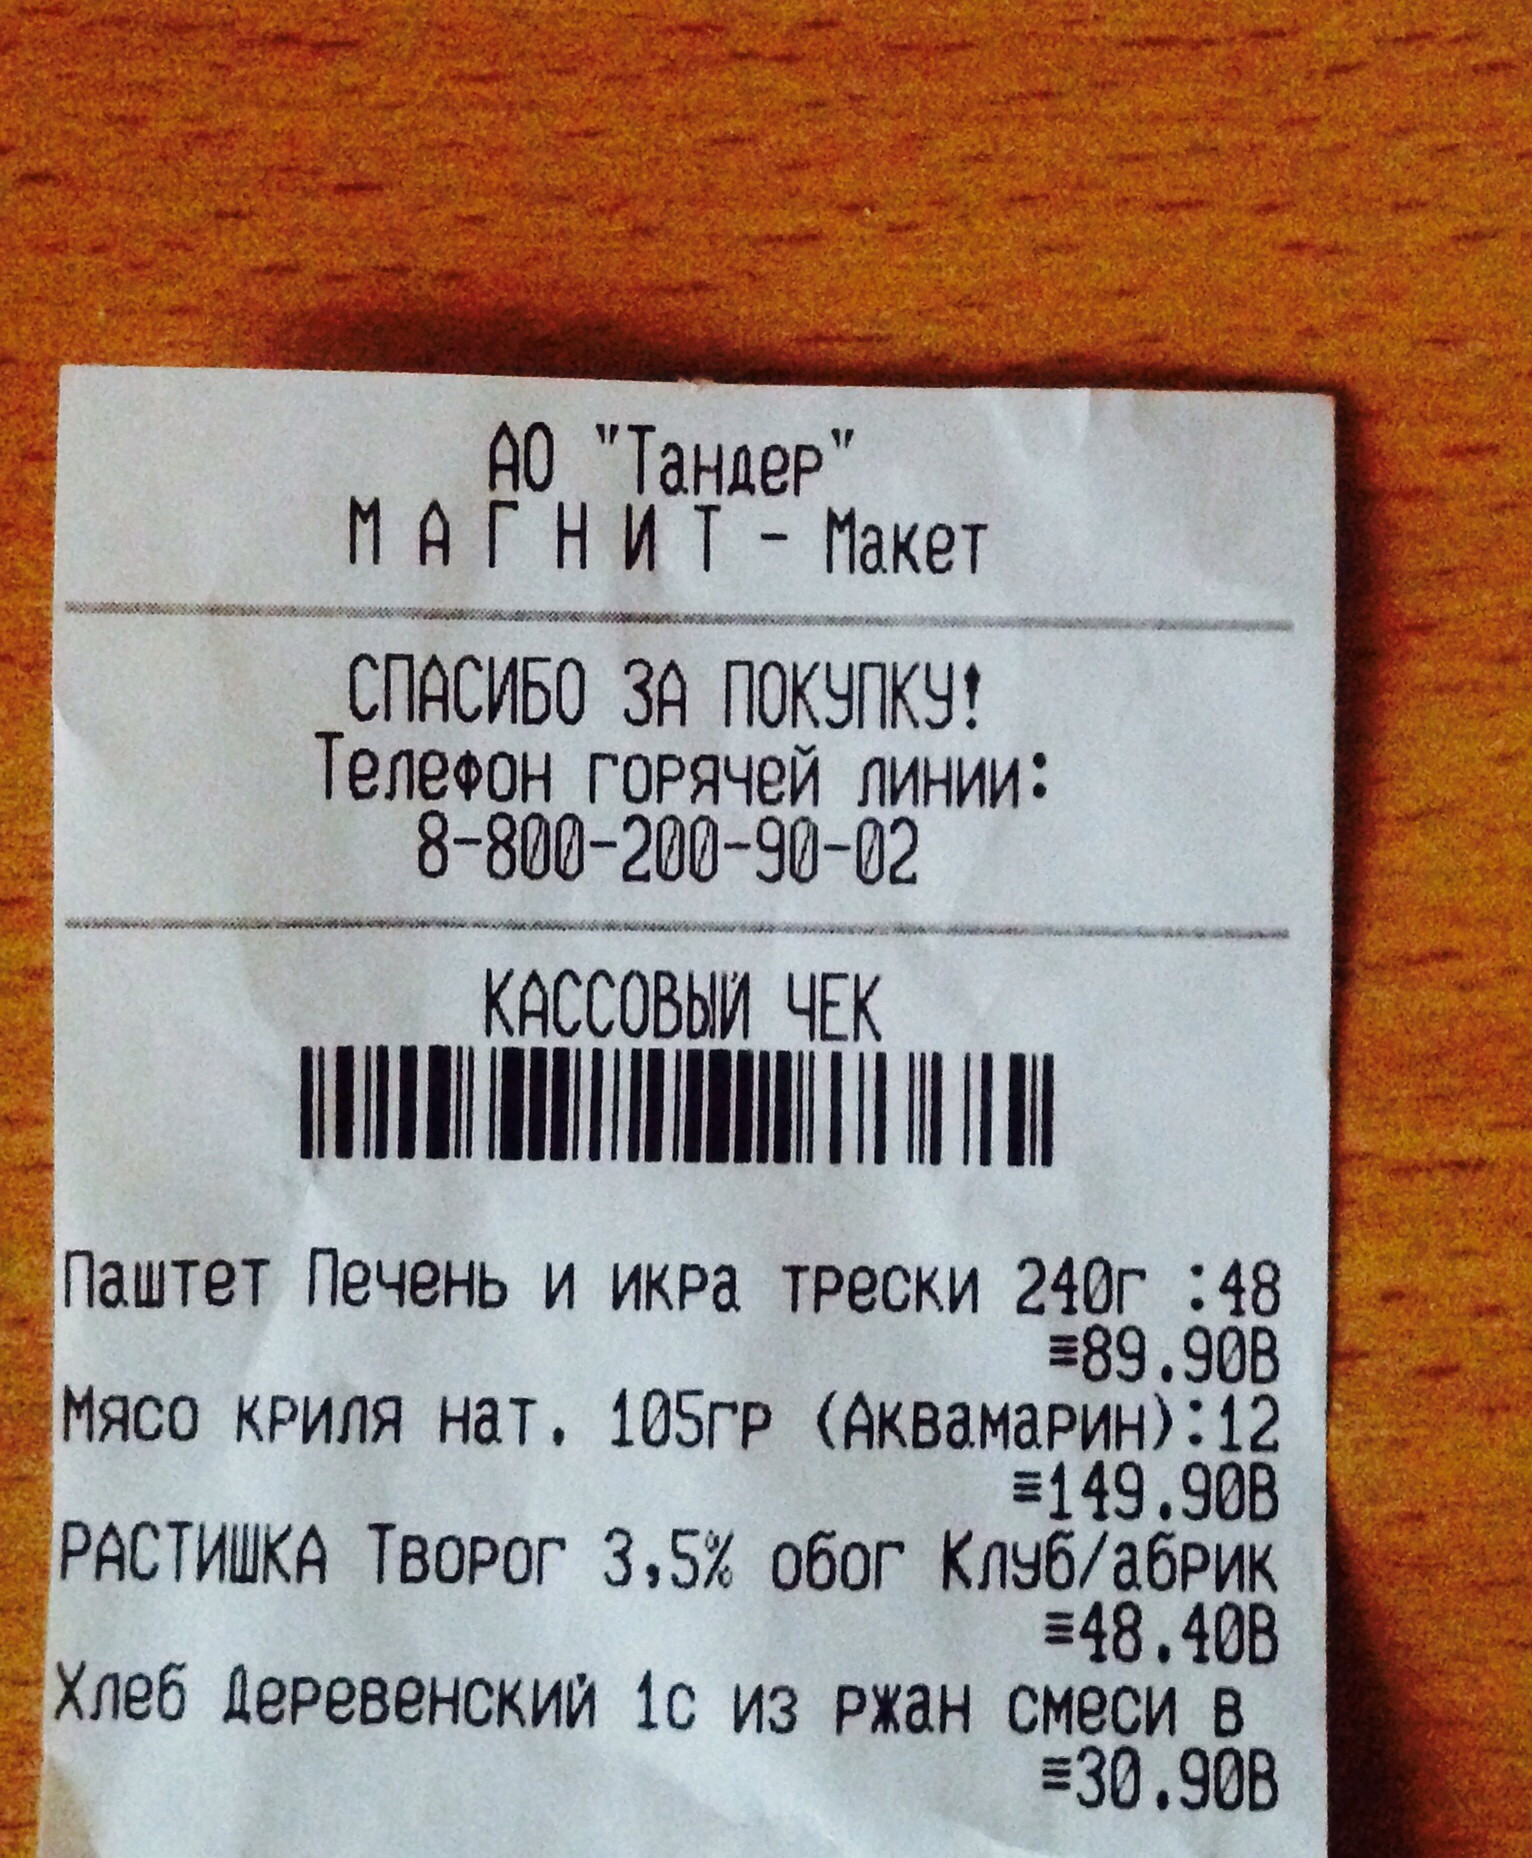 АО "Тандер"
М А Г Н И Т - Макет
СПАСИБО ЗА ПОКУПКУ!
Телефон горячей линии:
8-800-200-90-02
КАССОВЫЙ ЧЕК
Паштет Печень и икра трески 240г :48
≡89.90В
Мясо криля нат. 105гр (Аквамарин):12
≡149.90В
РАСТИШКА Творог 3,5% обог Клуб/абрик
≡48.40В
Хлеб Деревенский 1с из ржан смеси в
≡30.90В